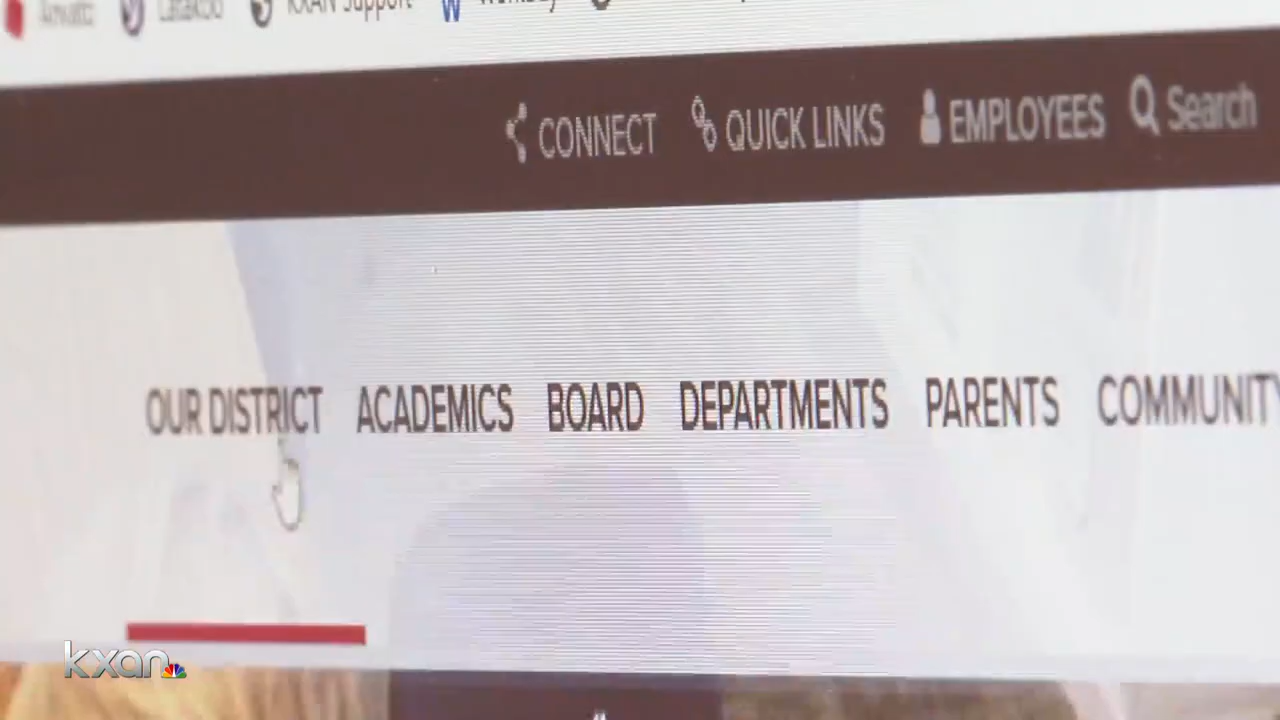 KXAN Support
CONNECT QUICK LINKS EMPLOYEES Search
OUR DISTRICT ACADEMICS BOARD DEPARTMENTS PARENTS COMMUNITY
kxan